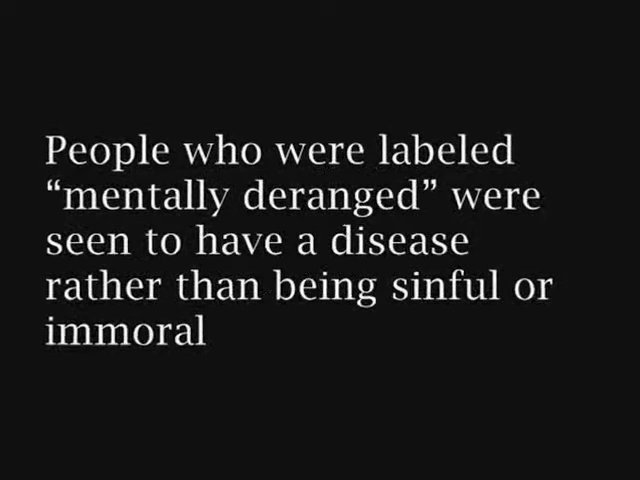 People who were labeled
“mentally deranged” were
seen to have a disease
rather than being sinful or
immoral